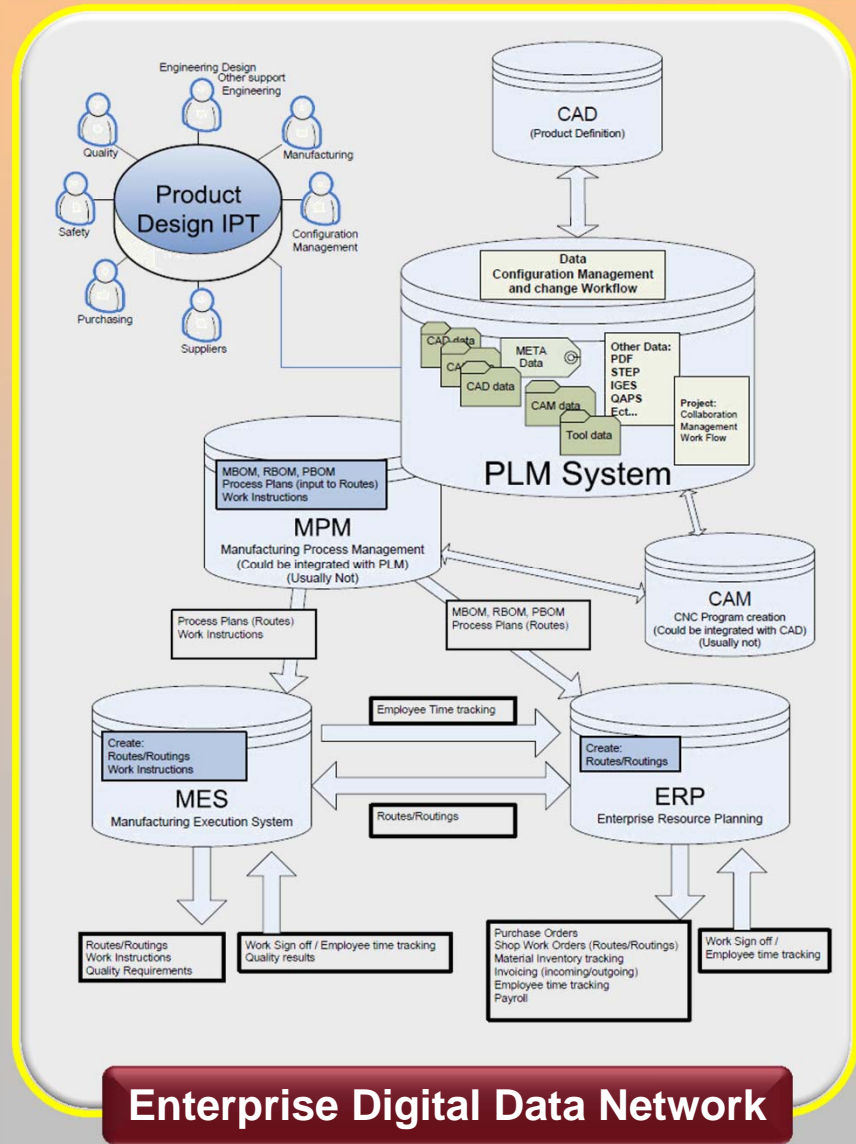 Engineering Design
Other support
Engineering
Quality
Manufacturing
Product
Design IPT
Safety
Configuration
Management
Purchasing
Suppliers
CAD
(Product Definition)
Data
Configuration Management
and change Workflow
CAD data
CAD data
META
Data
CAM data
Tool data
Other Data:
PDF
STEP
IGES
QAPS
Ect...
Project:
Collaboration
Management
Work Flow
PLM System
MBOM, RBOM, PBOM
Process Plans (input to Routes)
Work Instructions
MPM
Manufacturing Process Management
(Could be integrated with PLM)
(Usually Not)
CAM
CNC Program creation
(Could be integrated with CAD)
(Usually not)
Process Plans (Routes)
Work Instructions
MBOM, RBOM, PBOM
Process Plans (Routes)
Employee Time tracking
Create:
Routes/Routings
Work Instructions
MES
Manufacturing Execution System
Create:
Routes/Routings
ERP
Enterprise Resource Planning
Routes/Routings
Routes/Routings
Work Instructions
Quality Requirements
Work Sign off / Employee time tracking
Quality results
Purchase Orders
Shop Work Orders (Routes/Routings)
Material Inventory tracking
Invoicing (incoming/outgoing)
Employee time tracking
Payroll
Work Sign off /
Employee time tracking
Enterprise Digital Data Network